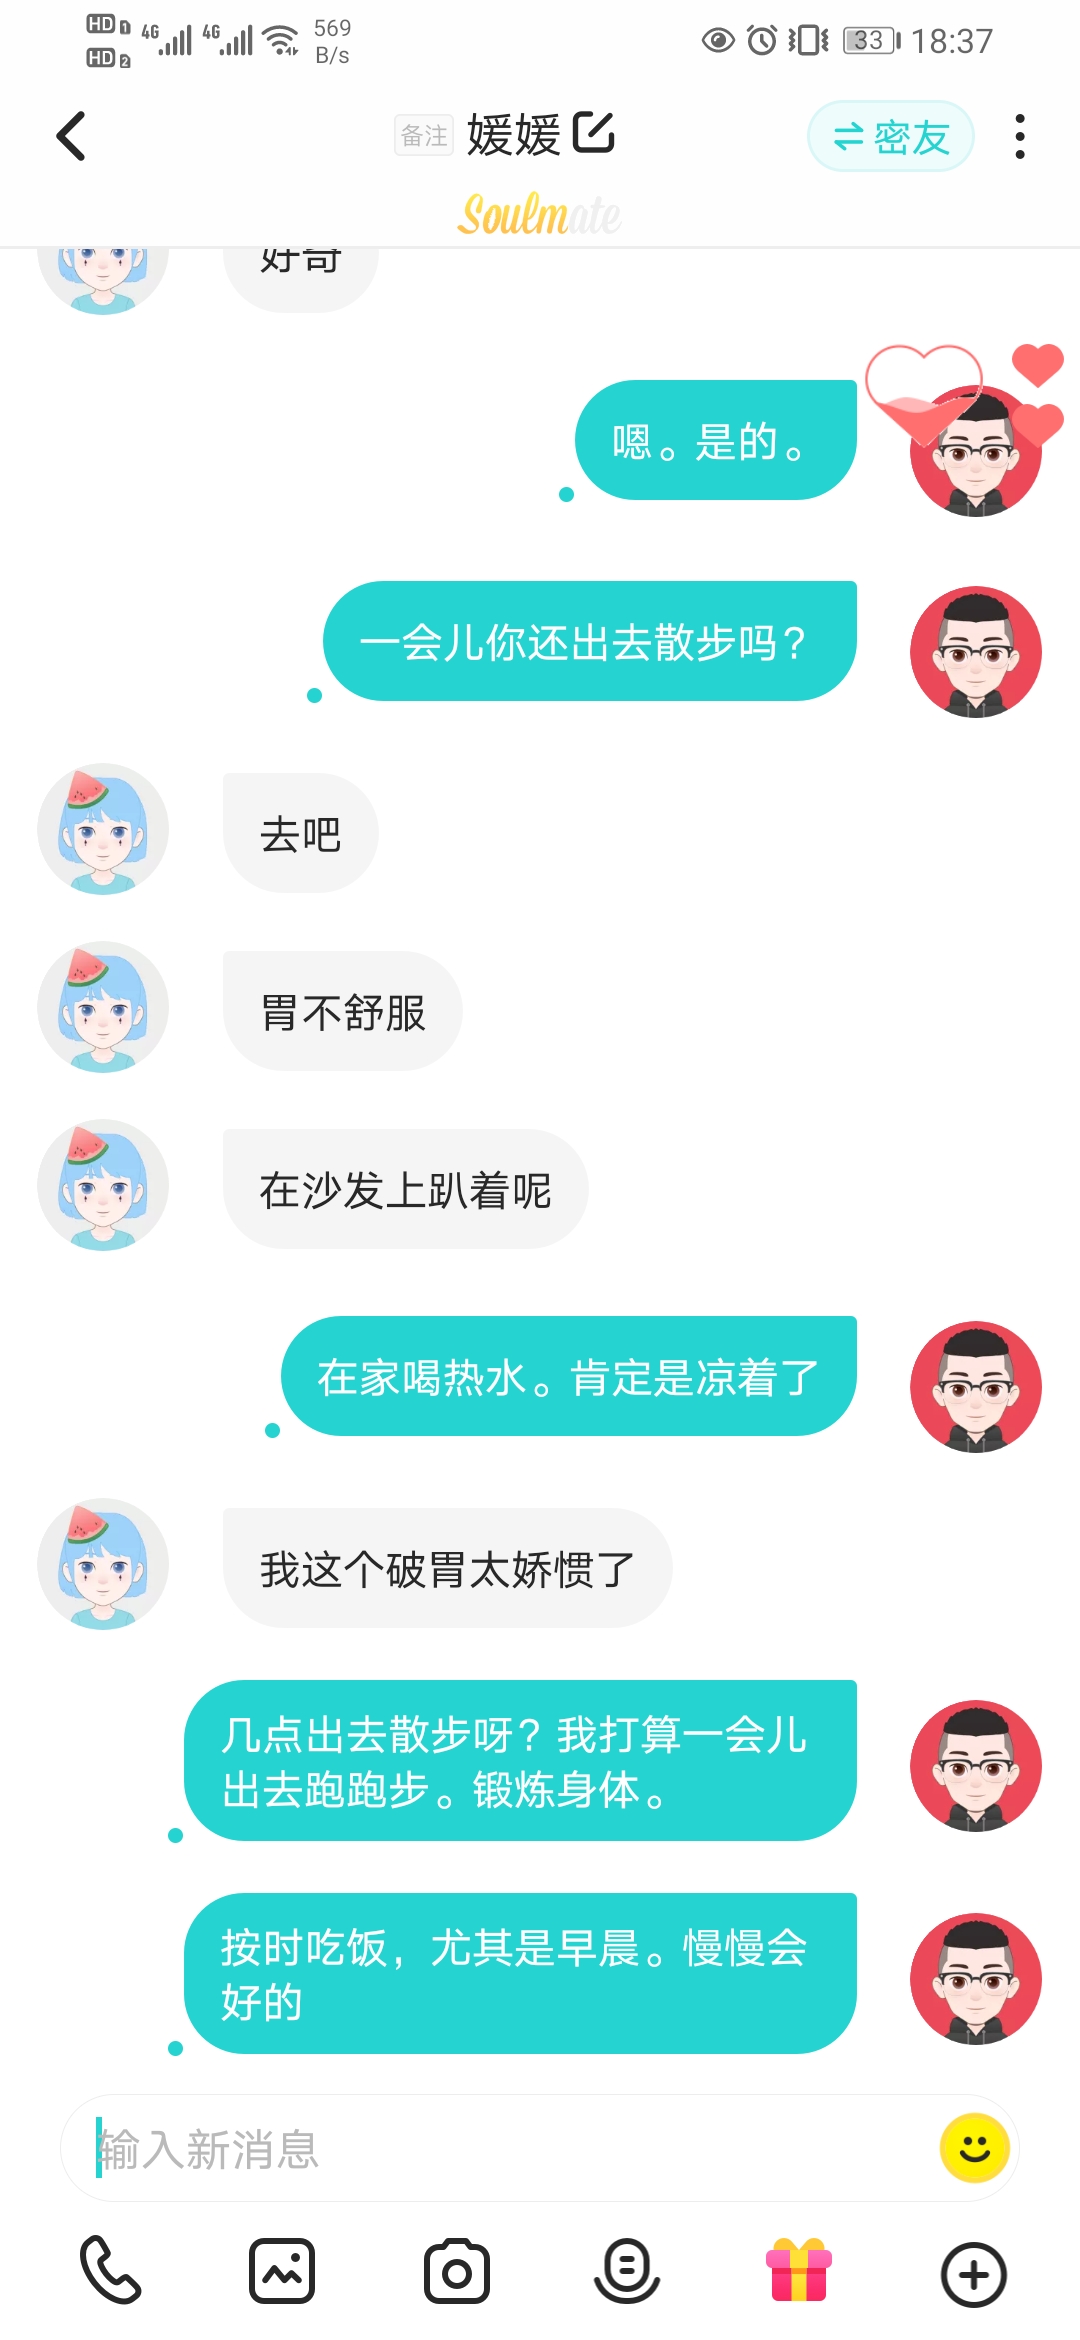 HD 1 4G 4G 569
HD 2 B/s
33 18:37
备注 媛媛 密友
Soulmate
好奇
嗯。是的。
一会儿你还出去散步吗？
去吧
胃不舒服
在沙发上趴着呢
在家喝热水。肯定是凉着了
我这个破胃太娇惯了
几点出去散步呀？我打算一会儿
出去跑跑步。锻炼身体。
按时吃饭，尤其是早晨。慢慢会
好的
输入新消息